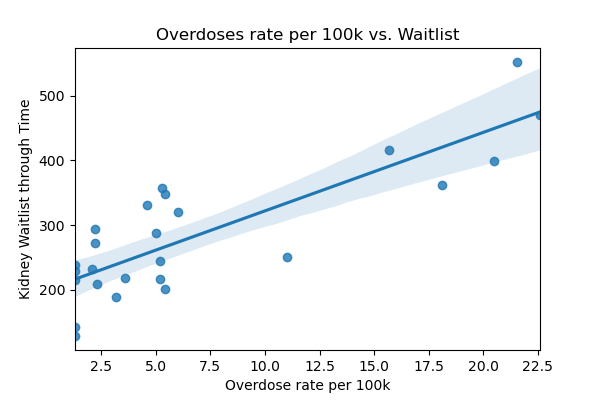 Overdoses rate per 100k vs. Waitlist
Kidney Waitlist through Time
500
400
300
200
2.5 5.0 7.5 10.0 12.5 15.0 17.5 20.0 22.5
Overdose rate per 100k